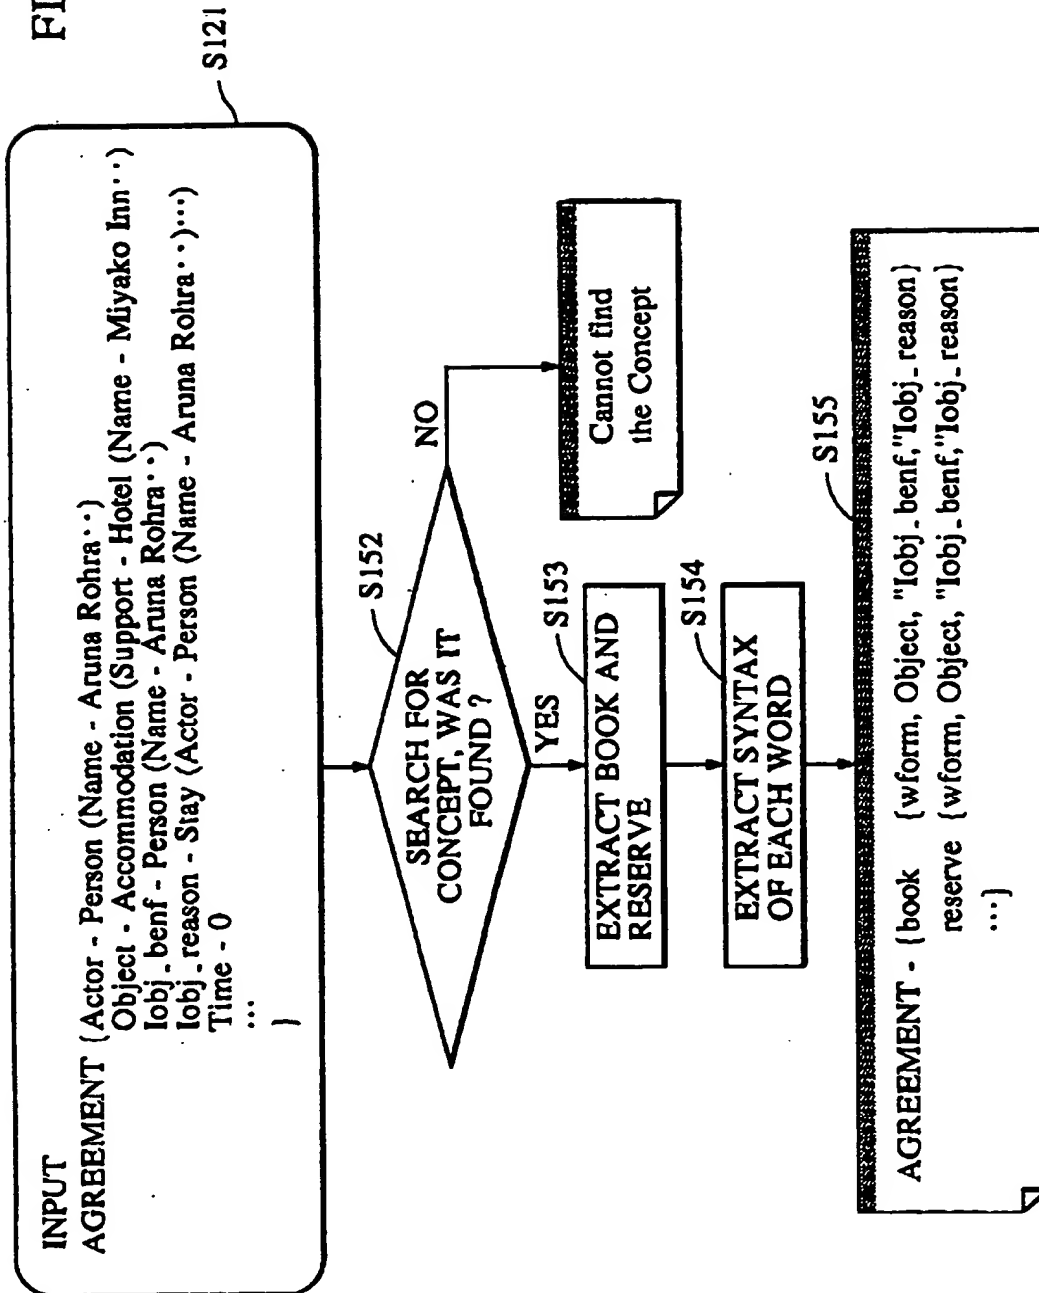 FI
S121
INPUT
AGREEMENT {Actor - Person (Name - Aruna Rohra··)
Object - Accommodation (Support - Hotel (Name - Miyako Inn··)
Iobj_benf - Person (Name - Aruna Rohra··)
Iobj_reason - Stay (Actor - Person (Name - Aruna Rohra··)···)
Time - 0
···
}
S152
SEARCH FOR
CONCEPT, WAS IT
FOUND ?
NO
Cannot find
the Concept
YES
S153
EXTRACT BOOK AND
RESERVE
S154
EXTRACT SYNTAX
OF EACH WORD
S155
AGREEMENT - {book {wform, Object, "Iobj_benf,"Iobj_reason}
reserve {wform, Object, "Iobj_benf,"Iobj_reason}
···}